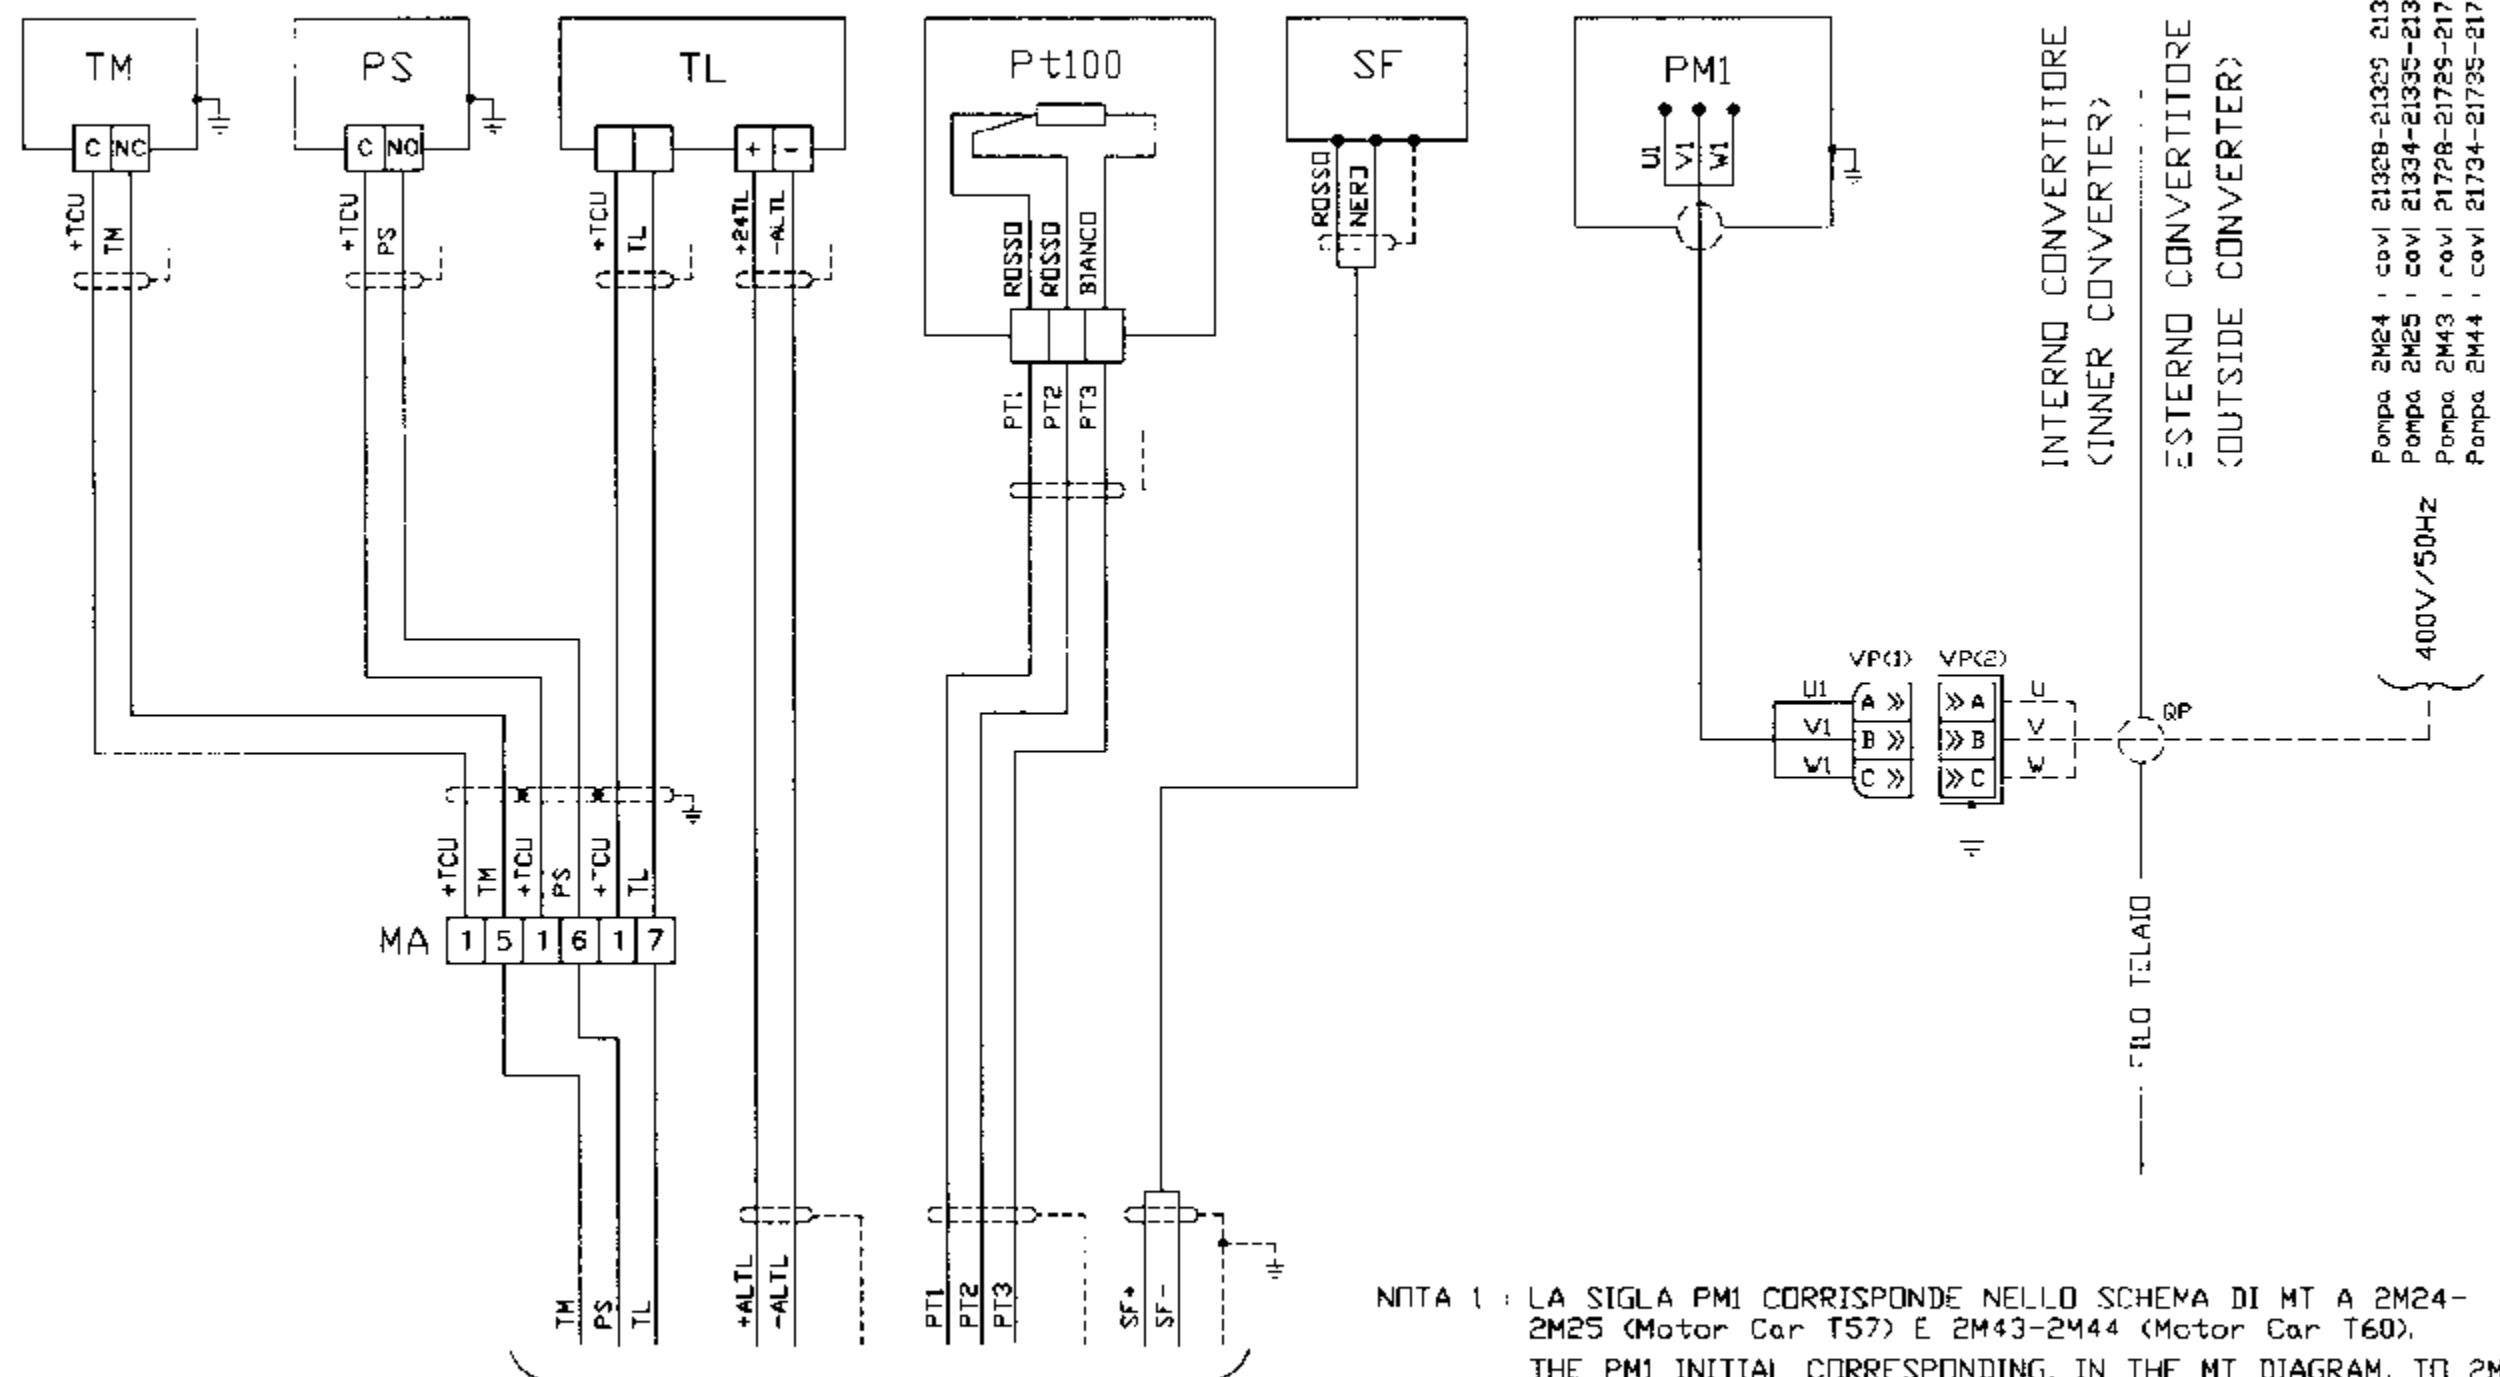 TM
PS
TL
Pt100
SF
PM1
C NC
C NO
+ -
U1 V1 W1
+TCU TM
+TCU PS
+TCU TL
+24TL -ALTL
ROSSO ROSSO BIANCO
ROSSO NERO
PT1 PT2 PT3
INTERNO CONVERTITORE
(INNER CONVERTER)
ESTERNO CONVERTITORE
(OUTSIDE CONVERTER)
Pompa 2M24 : cavi 21328-21329 213
Pompa 2M25 : cavi 21334-21335-213
Pompa 2M43 : cavi 21728-21729-217
Pompa 2M44 : cavi 21734-21735-217
400V/50Hz
VP(1) VP(2)
U1 A » » A U
V1 B » » B V
W1 C » » C W
QP
+TCU TM +TCU PS +TCU TL
MA 1 5 1 6 1 7
FILO TELAIO
TM PS TL
+ALTL -ALTL
PT1 PT2 PT3
SF+ SF-
NOTA 1 : LA SIGLA PM1 CORRISPONDE NELLO SCHEMA DI MT A 2M24-
2M25 (Motor Car T57) E 2M43-2M44 (Motor Car T60).
THE PM1 INITIAL CORRESPONDING, IN THE MT DIAGRAM, TO 2M